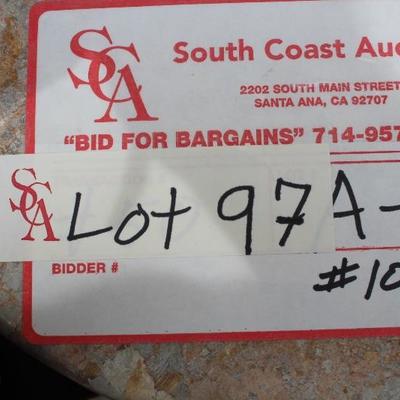 SCA
South Coast Auc
2202 SOUTH MAIN STREET
SANTA ANA, CA 92707
"BID FOR BARGAINS" 714-957
SCA Lot 97A-
BIDDER #
#10